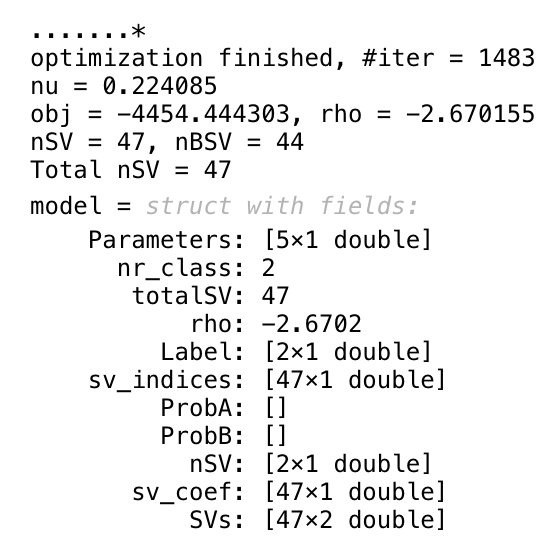 .......*
optimization finished, #iter = 1483
nu = 0.224085
obj = -4454.444303, rho = -2.670155
nSV = 47, nBSV = 44
Total nSV = 47
model = struct with fields:
Parameters: [5×1 double]
nr_class: 2
totalSV: 47
rho: -2.6702
Label: [2×1 double]
sv_indices: [47×1 double]
ProbA: []
ProbB: []
nSV: [2×1 double]
sv_coef: [47×1 double]
SVs: [47×2 double]